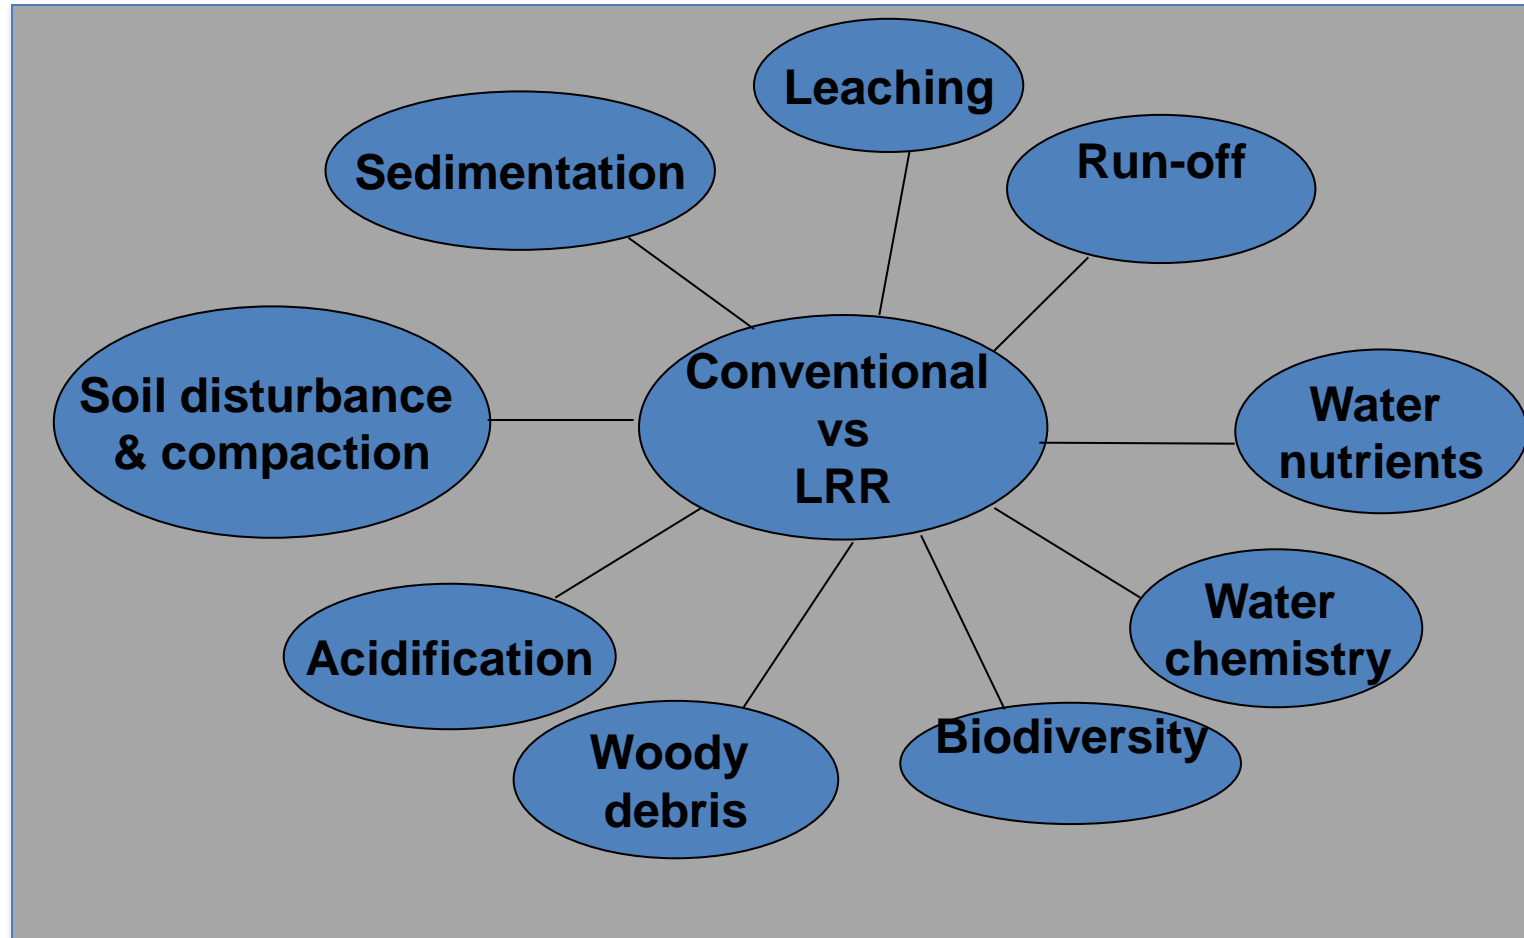 Leaching
Run-off
Sedimentation
Conventional
vs
LRR
Soil disturbance
& compaction
Water
nutrients
Water
chemistry
Acidification
Biodiversity
Woody
debris